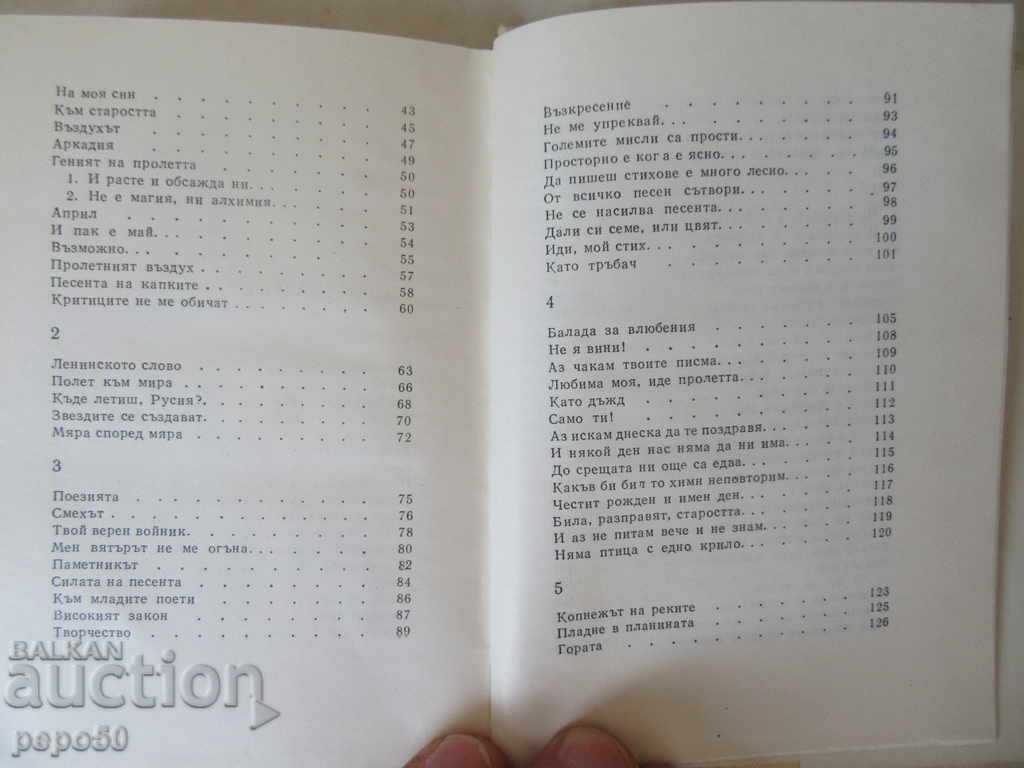 На моя син . . . . . . . . . . 43
Към старостта . . . . . . . . . 45
Въздухът . . . . . . . . . . 47
Аркадия . . . . . . . . . . 49
Геният на пролетта . . . . . . . 50
1. И расте и обсажда ни. . . . . . . 50
2. Не е магия, ни алхимия. . . . . . . 51
Април . . . . . . . . . . 53
И пак е май. . . . . . . . . . 54
Възможно. . . . . . . . . . . 55
Пролетният въздух . . . . . . . . 57
Песента на капките . . . . . . . . 58
Критиците не ме обичат . . . . . . . 60
2
Ленинското слово . . . . . . . . 63
Полет към мира . . . . . . . . . 66
Къде летиш, Русия?. . . . . . . . 68
Звездите се създават. . . . . . . . 70
Мяра според мяра . . . . . . . . 72
3
Поезията . . . . . . . . . . 75
Смехът . . . . . . . . . . . 76
Твой верен войник. . . . . . . . . 78
Мен вятърът не ме огъна. . . . . . . 80
Паметникът . . . . . . . . . . 82
Силата на песента . . . . . . . . 84
Към младите поети . . . . . . . . 86
Високият закон . . . . . . . . . 87
Творчество . . . . . . . . . . 89
Възкресение . . . . . . . . . 91
Не ме упреквай. . . . . . . . . . 93
Големите мисли са прости. . . . . . . 94
Просторно е кога е ясно. . . . . . . 95
Да пишеш стихове е много лесно. . . . . 96
От всичко песен сътвори. . . . . . . 97
Не се насилва песента. . . . . . . . 98
Дали си семе, или цвят. . . . . . . 99
Иди, мой стих. . . . . . . . . . 100
Като тръбач . . . . . . . . . 101
4
Балада за влюбения . . . . . . . 105
Не я вини! . . . . . . . . . . 108
Аз чакам твоите писма. . . . . . . . 109
Любима моя, иде пролетта. . . . . . . 110
Като дъжд . . . . . . . . . . 111
Само ти! . . . . . . . . . . 112
Аз искам днеска да те поздравя. . . . . 113
И някой ден нас няма да ни има. . . . . 114
До срещата ни още са едва. . . . . . 115
Какъв би бил то химн неповторим. . . . . 116
Честит рожден и имен ден. . . . . . . 117
Била, разправят, старостта. . . . . . 118
И аз не питам вече и не знам. . . . . . 119
Няма птица с едно крило. . . . . . . 120
5
Копнежът на реките . . . . . . . 123
Пладне в планината . . . . . . . 125
Гората . . . . . . . . . . 126
BALKAN
auction
pepo50